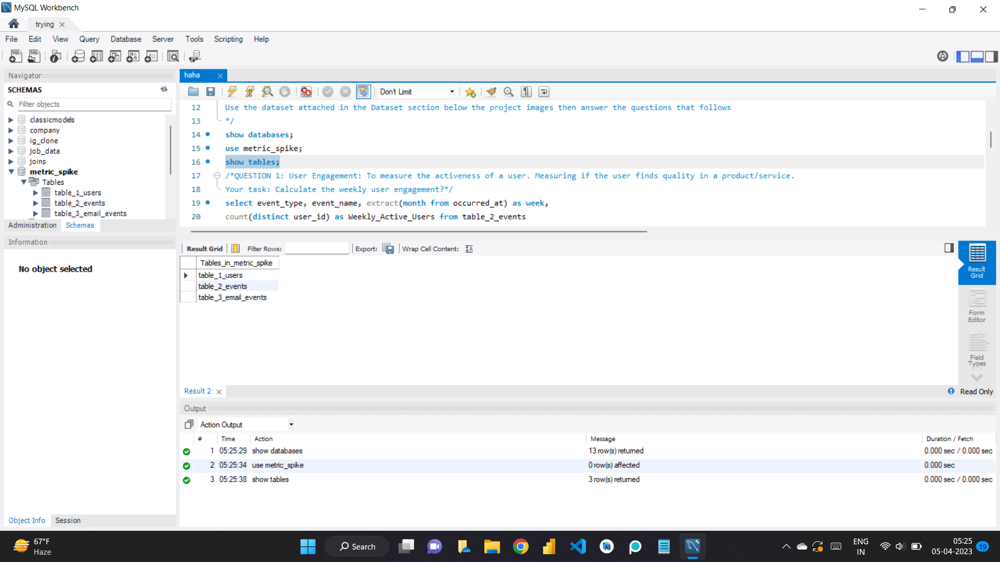 MySQL Workbench
trying
File Edit View Query Database Server Tools Scripting Help
Navigator
SCHEMAS
Filter objects
classicmodels
company
ig_clone
job_data
joins
metric_spike
Tables
table_1_users
table_2_events
table_3_email_events
Administration Schemas
Information
No object selected
Object Info Session
haha
Don't Limit
12 Use the dataset attached in the Dataset section below the project images then answer the questions that follows
13 */
14 show databases;
15 use metric_spike;
16 show tables;
17 /*QUESTION 1: User Engagement: To measure the activeness of a user. Measuring if the user finds quality in a product/service.
18 Your task: Calculate the weekly user engagement?*/
19 select event_type, event_name, extract(month from occurred_at) as week,
20 count(distinct user_id) as Weekly_Active_Users from table_2_events
Result Grid Filter Rows: Export: Wrap Cell Content:
Tables_in_metric_spike
table_1_users
table_2_events
table_3_email_events
Result
Grid
Form
Editor
Field
Types
Result 2
Read Only
Output
Action Output
# Time Action Message Duration / Fetch
1 05:25:29 show databases 13 row(s) returned 0.000 sec / 0.000 sec
2 05:25:34 use metric_spike 0 row(s) affected 0.000 sec
3 05:25:38 show tables 3 row(s) returned 0.000 sec / 0.000 sec
67°F
Haze
Search
ENG
IN
05:25
05-04-2023
19